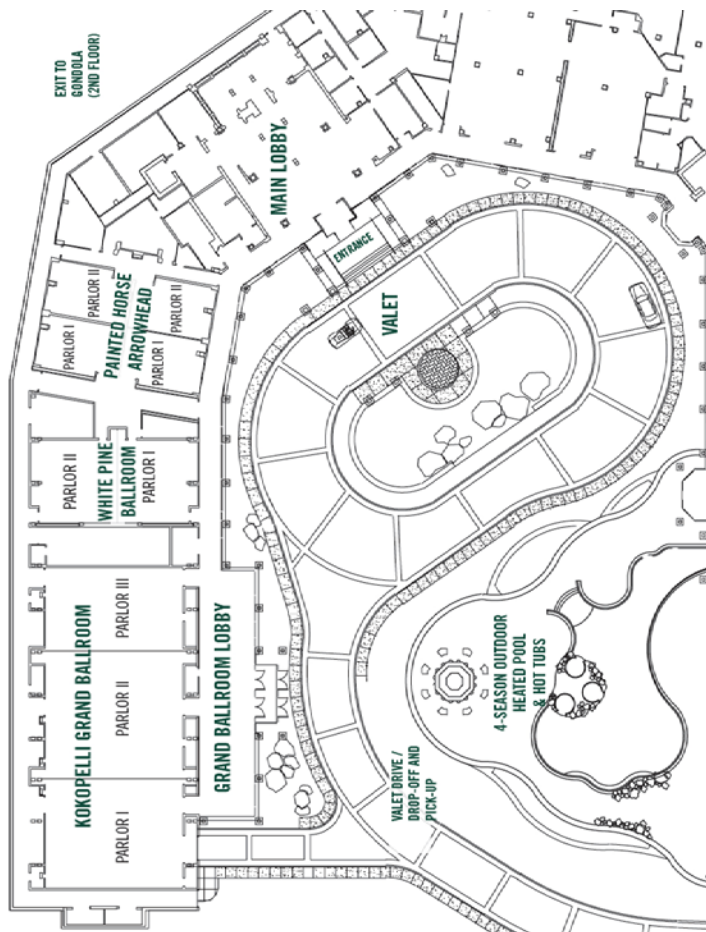 EXIT TO
GONDOLA
(2ND FLOOR)
MAIN LOBBY
ENTRANCE
VALET
PARLOR II
PARLOR I
PAINTED HORSE
ARROWHEAD
PARLOR II
PARLOR I
PARLOR II
WHITE PINE
BALLROOM
PARLOR I
KOKOPELLI GRAND BALLROOM
PARLOR III
PARLOR II
PARLOR I
GRAND BALLROOM LOBBY
4-SEASON OUTDOOR
HEATED POOL
& HOT TUBS
VALET DRIVE /
DROP-OFF AND
PICK-UP